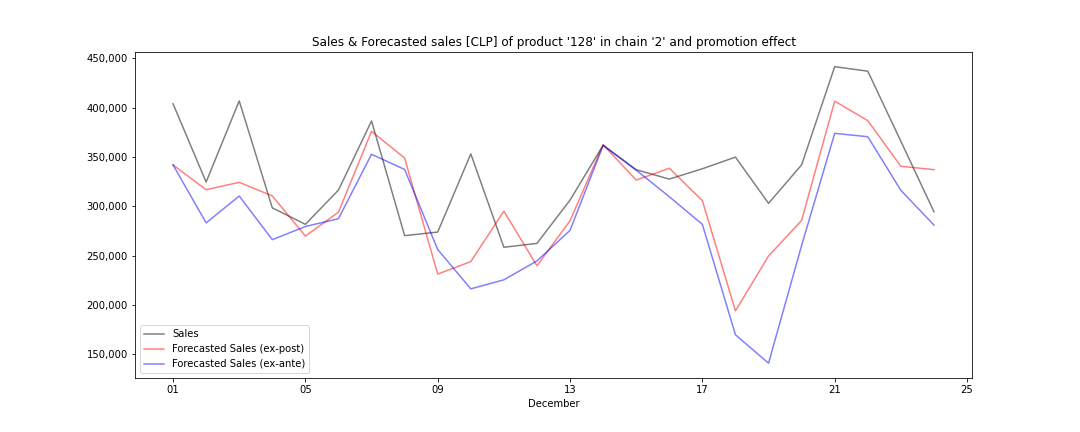 Sales & Forecasted sales [CLP] of product '128' in chain '2' and promotion effect
450,000
400,000
350,000
300,000
250,000
200,000
150,000
Sales
Forecasted Sales (ex-post)
Forecasted Sales (ex-ante)
01
05
09
13
17
21
25
December